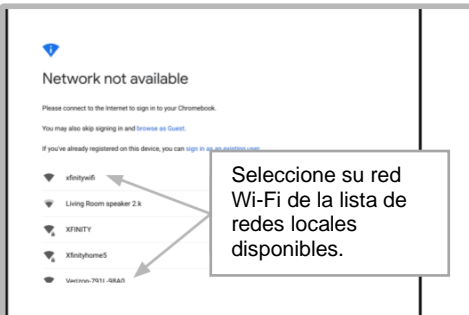 Network not available
Please connect to the Internet to sign in to your Chromebook.
You may also skip signing in and browse as Guest.
If you've already registered on this device, you can sign in as an existing user.
xfinitywifi
Living Room speaker 2.k
XFINITY
Xfinityhome5
Verizon-791L-98A0
Seleccione su red
Wi-Fi de la lista de
redes locales
disponibles.